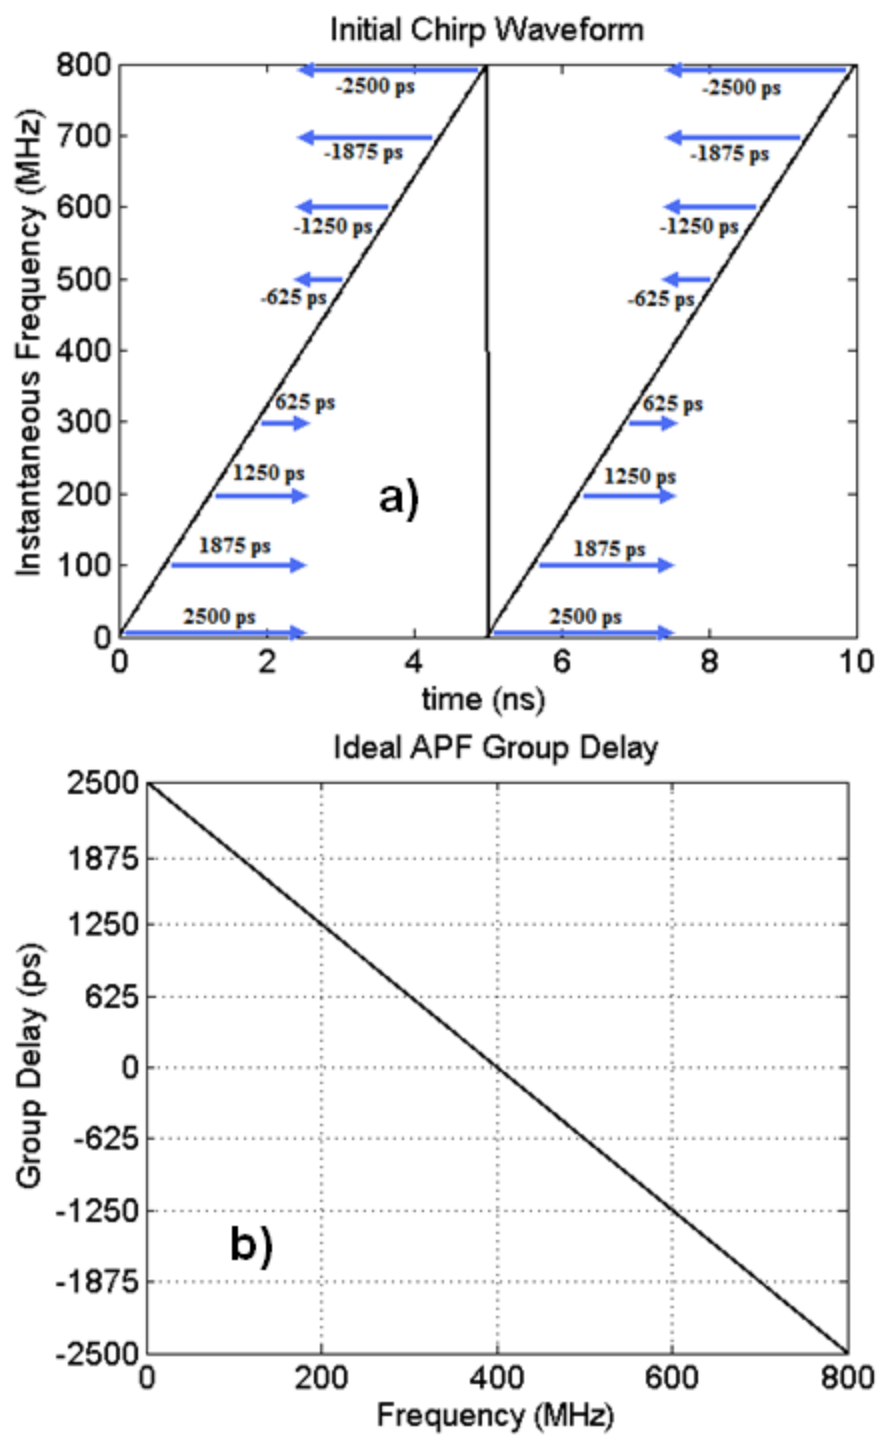 Initial Chirp Waveform
Instantaneous Frequency (MHz)
800
-2500 ps
-2500 ps
700
-1875 ps
-1875 ps
600
-1250 ps
-1250 ps
500
-625 ps
-625 ps
400
625 ps
625 ps
300
1250 ps
1250 ps
200
a)
1875 ps
1875 ps
100
2500 ps
2500 ps
0
0 2 4 6 8 10
time (ns)
Ideal APF Group Delay
Group Delay (ps)
2500
1875
1250
625
0
-625
-1250
b)
-1875
-2500
0 200 400 600 800
Frequency (MHz)